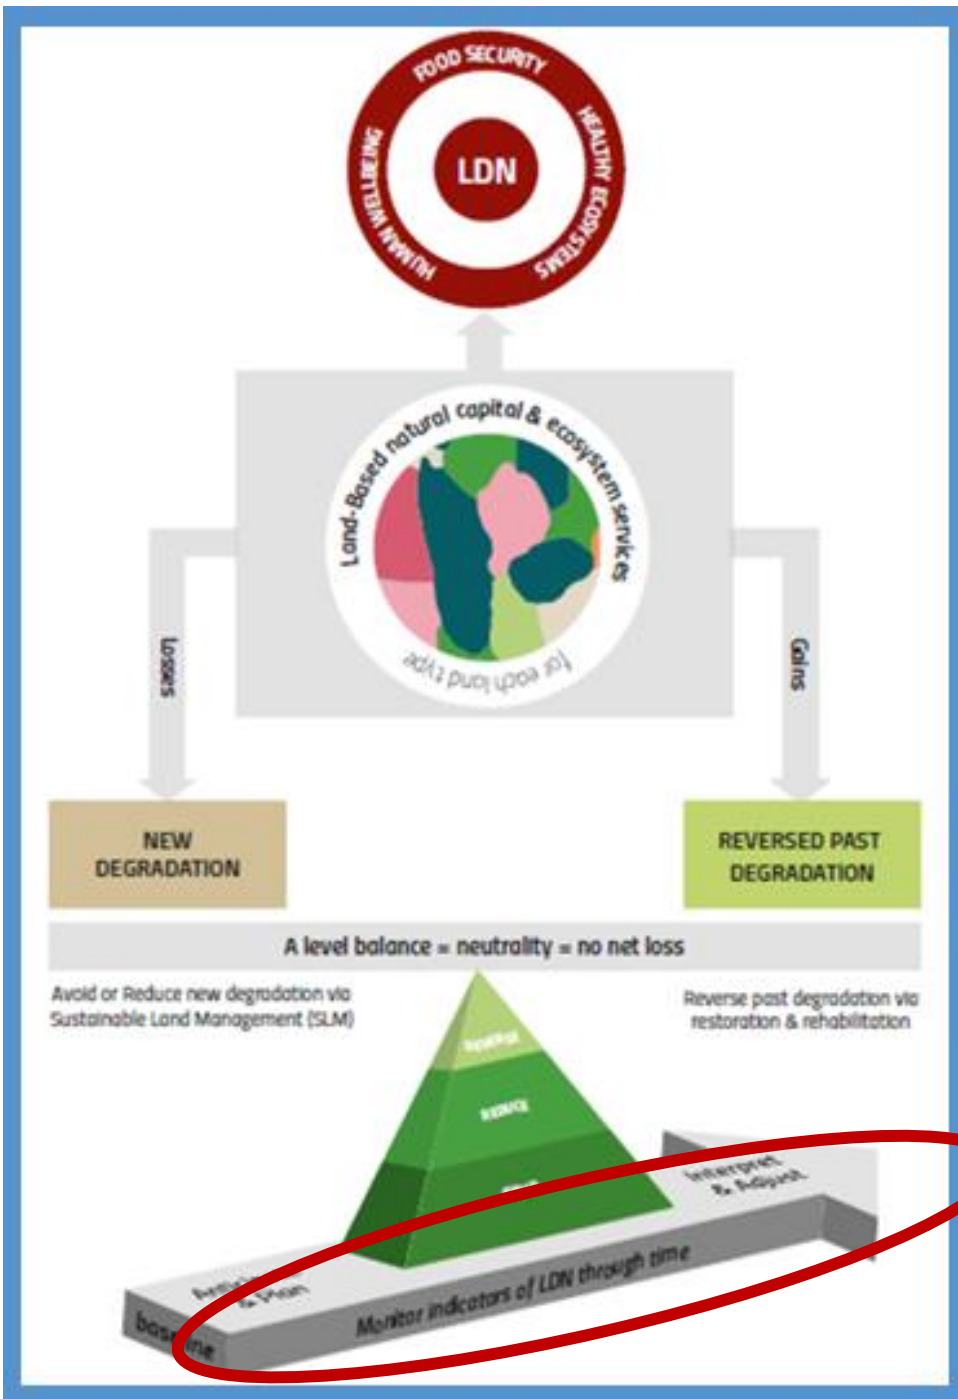 FOOD SECURITY
HUMAN WELLBEING
HEALTHY ECOSYSTEMS
LDN
Land-Based natural capital & ecosystem services
for each land type
Losses
Gains
NEW
DEGRADATION
REVERSED PAST
DEGRADATION
A level balance = neutrality = no net loss
Avoid or Reduce new degradation via
Sustainable Land Management (SLM)
Reverse past degradation via
restoration & rehabilitation
REDUCE
Interpret
& Adjust
& Plan
Monitor indicators of LDN through time
baseline